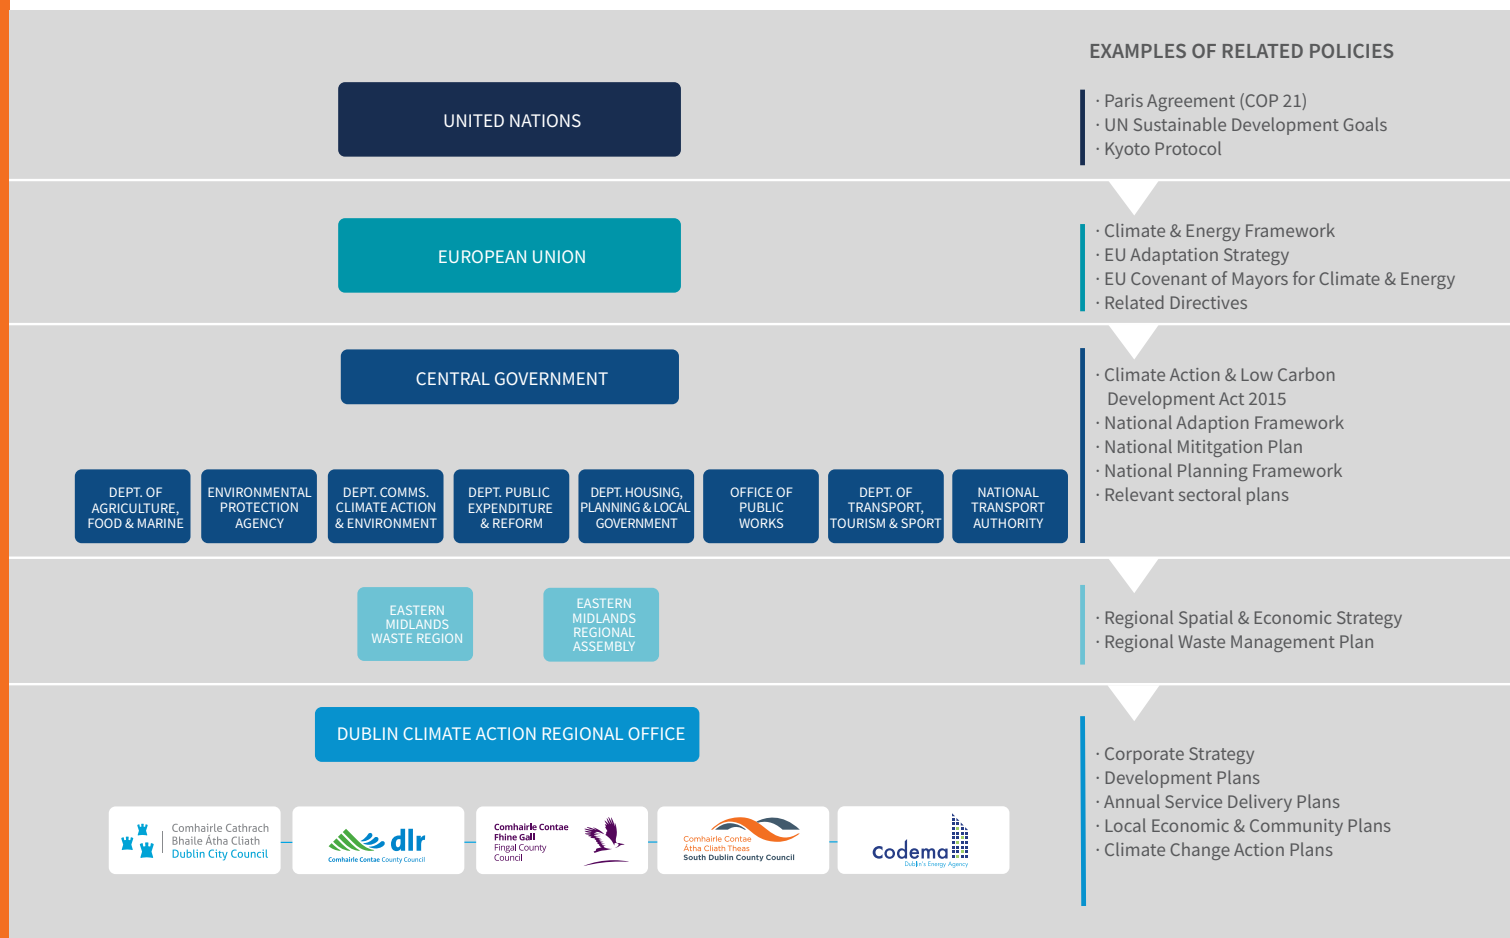 EXAMPLES OF RELATED POLICIES
UNITED NATIONS
· Paris Agreement (COP 21)
· UN Sustainable Development Goals
· Kyoto Protocol
EUROPEAN UNION
· Climate & Energy Framework
· EU Adaptation Strategy
· EU Covenant of Mayors for Climate & Energy
· Related Directives
CENTRAL GOVERNMENT
· Climate Action & Low Carbon
Development Act 2015
· National Adaption Framework
· National Mititgation Plan
· National Planning Framework
· Relevant sectoral plans
DEPT. OF
AGRICULTURE,
FOOD & MARINE
ENVIRONMENTAL
PROTECTION
AGENCY
DEPT. COMMS.
CLIMATE ACTION
& ENVIRONMENT
DEPT. PUBLIC
EXPENDITURE
& REFORM
DEPT. HOUSING,
PLANNING & LOCAL
GOVERNMENT
OFFICE OF
PUBLIC
WORKS
DEPT. OF
TRANSPORT,
TOURISM & SPORT
NATIONAL
TRANSPORT
AUTHORITY
EASTERN
MIDLANDS
WASTE REGION
EASTERN
MIDLANDS
REGIONAL
ASSEMBLY
· Regional Spatial & Economic Strategy
· Regional Waste Management Plan
DUBLIN CLIMATE ACTION REGIONAL OFFICE
· Corporate Strategy
· Development Plans
· Annual Service Delivery Plans
· Local Economic & Community Plans
· Climate Change Action Plans
Comhairle Cathrach
Bhaile Átha Cliath
Dublin City Council
dlr
Comhairle Contae County Council
Comhairle Contae
Fhine Gall
Fingal County
Council
Comhairle Contae
Átha Cliath Theas
South Dublin County Council
codema
Dublin's Energy Agency